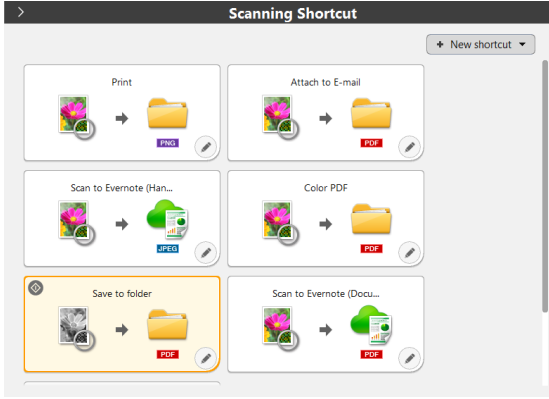 Scanning Shortcut
+ New shortcut
Print
PNG
Attach to E-mail
PDF
Scan to Evernote (Han...
JPEG
Color PDF
PDF
Save to folder
PDF
Scan to Evernote (Docu...
PDF